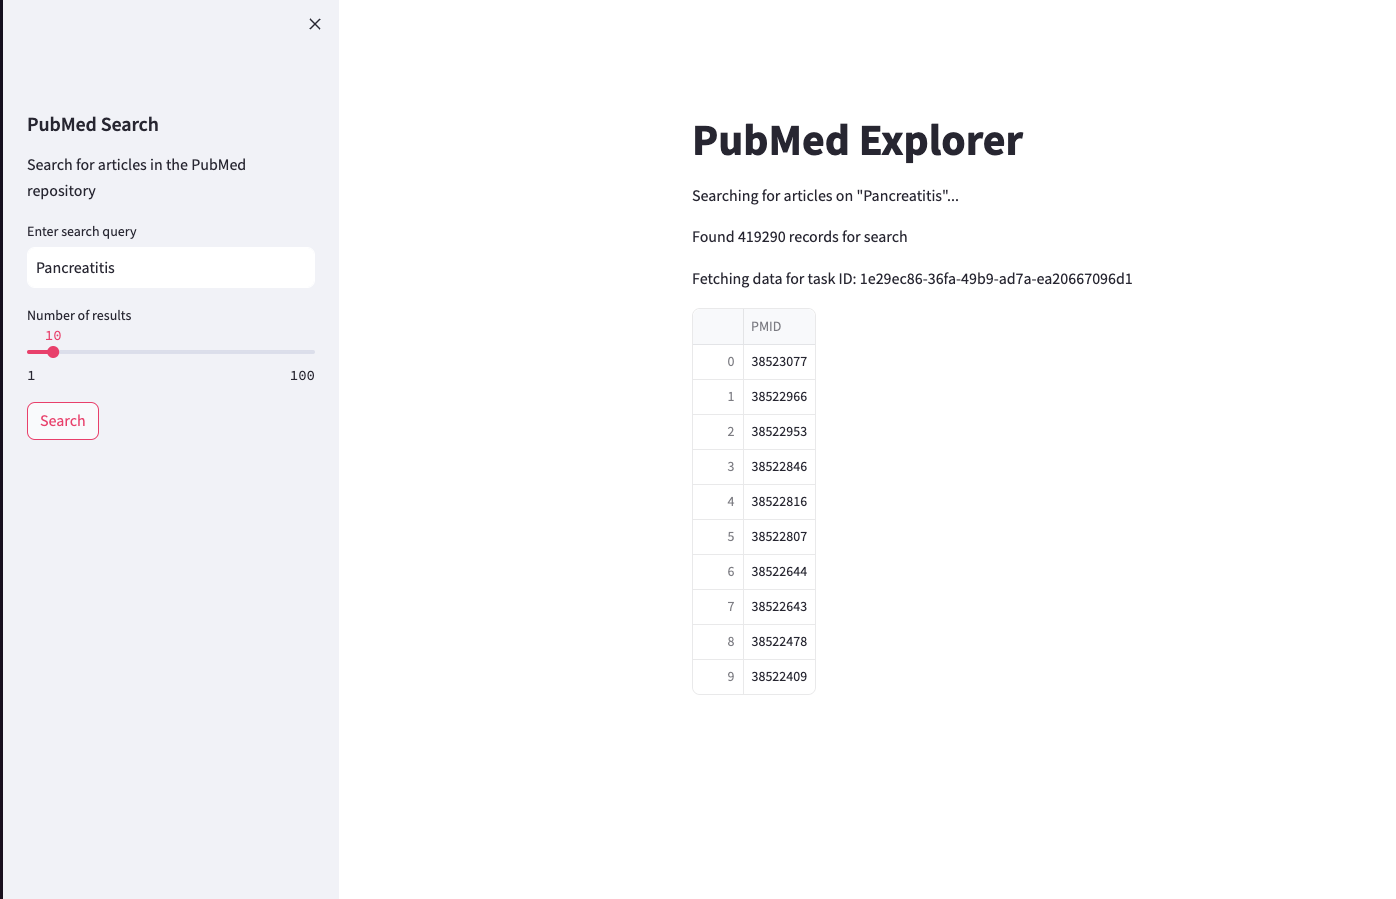 PubMed Search
Search for articles in the PubMed
repository
Enter search query
Pancreatitis
Number of results
10
1 100
Search
PubMed Explorer
Searching for articles on "Pancreatitis"...
Found 419290 records for search
Fetching data for task ID: 1e29ec86-36fa-49b9-ad7a-ea20667096d1
PMID
0 38523077
1 38522966
2 38522953
3 38522846
4 38522816
5 38522807
6 38522644
7 38522643
8 38522478
9 38522409